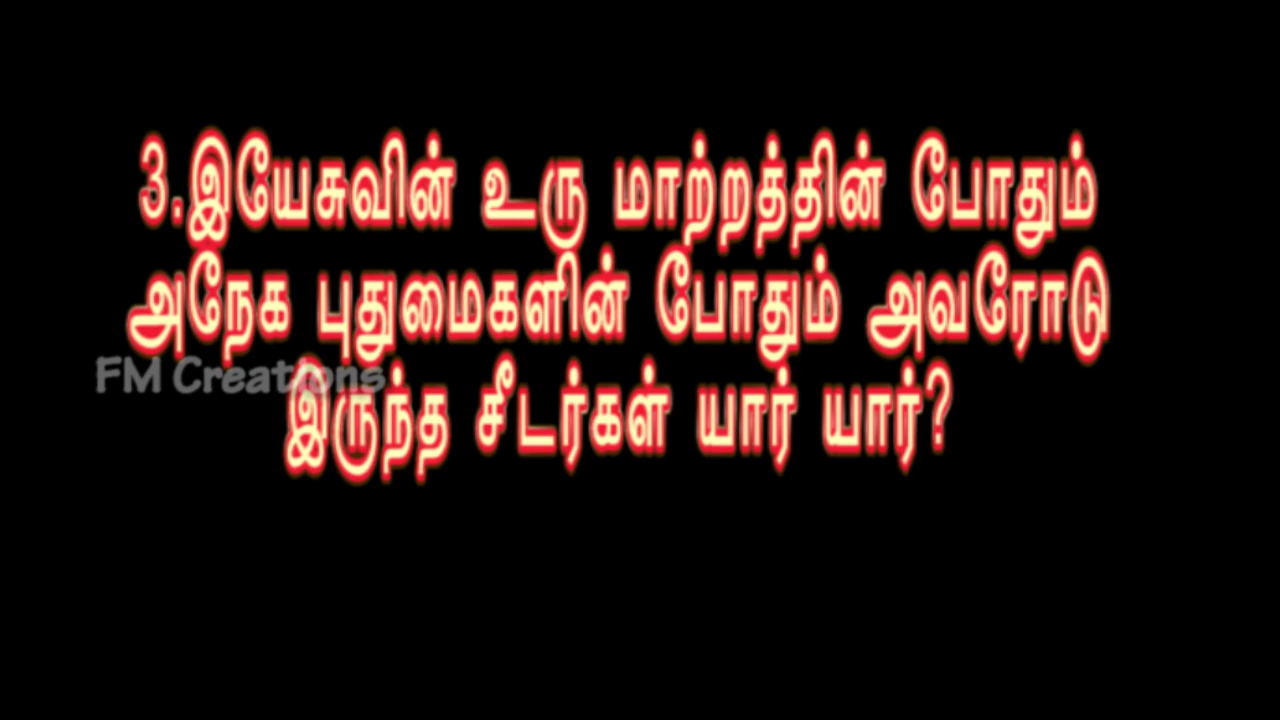 3.இயேசுவின் உரு மாற்றத்தின் போதும்
அநேக புதுமைகளின் போதும் அவரோடு
FM Creations
இருந்த சீடர்கள் யார் யார்?